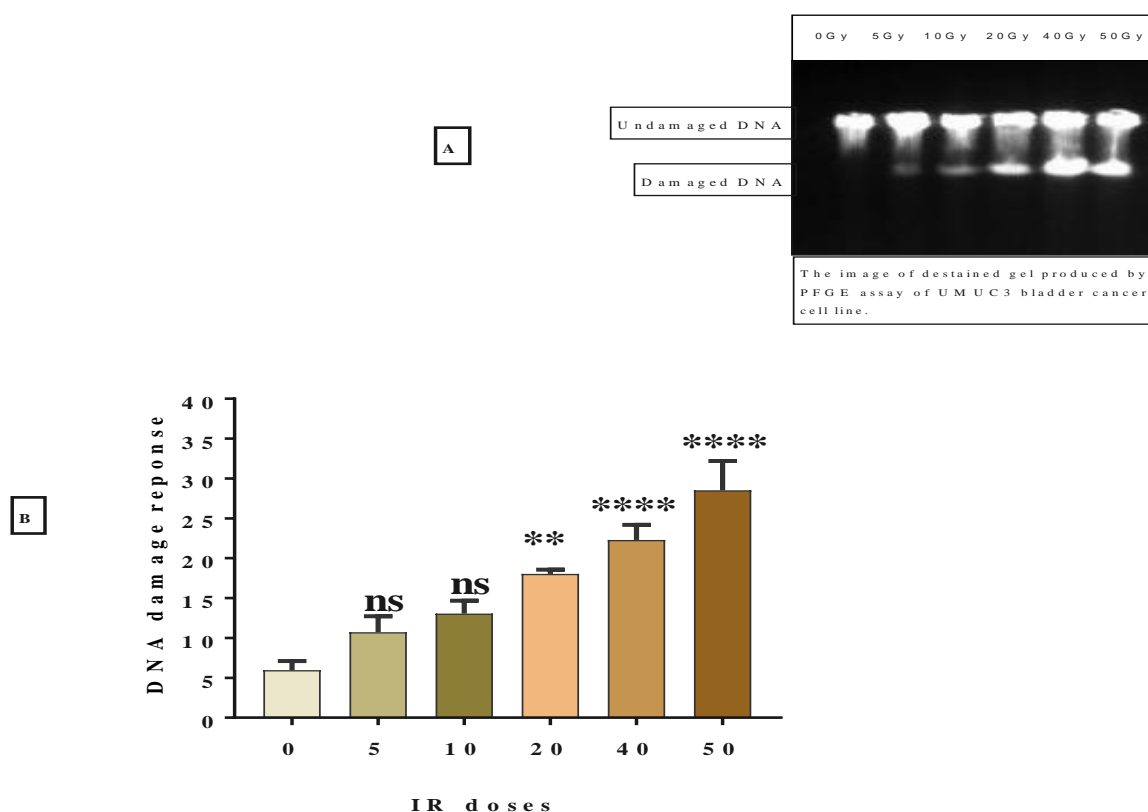 0Gy 5Gy 10Gy 20Gy 40Gy 50Gy
Undamaged DNA
A
Damaged DNA
The image of destained gel produced by
PFGE assay of UMUC3 bladder cancer
cell line.
B
DNA damage reponse
40
35
30
25
20
15
10
5
0
ns
ns
**
****
****
0 5 10 20 40 50
IR doses